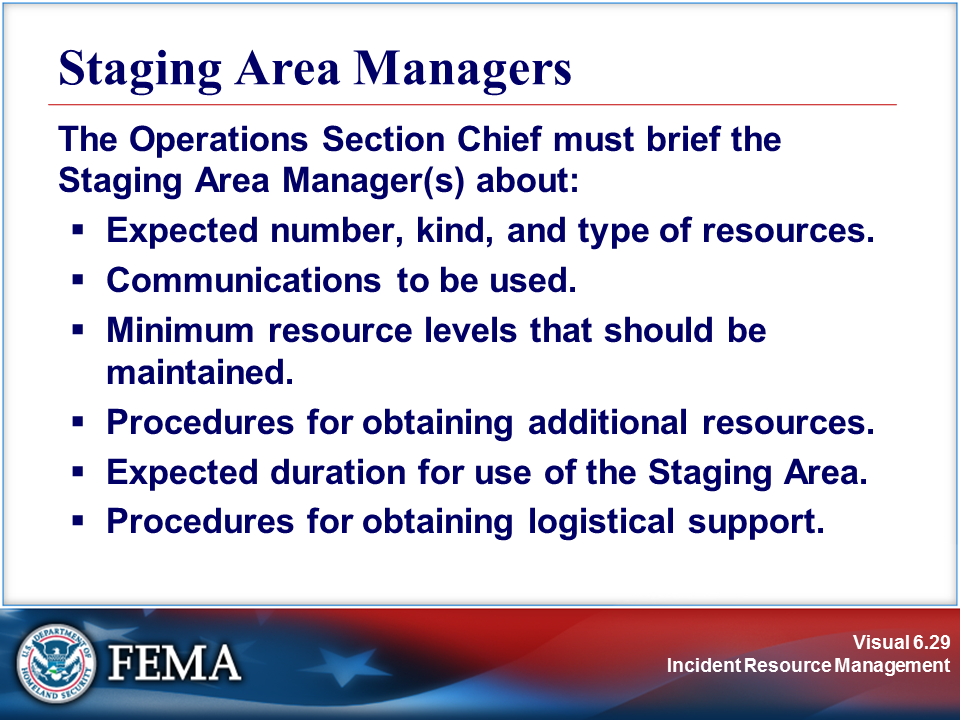 Staging Area Managers
The Operations Section Chief must brief the
Staging Area Manager(s) about:
▪ Expected number, kind, and type of resources.
▪ Communications to be used.
▪ Minimum resource levels that should be
maintained.
▪ Procedures for obtaining additional resources.
▪ Expected duration for use of the Staging Area.
▪ Procedures for obtaining logistical support.
U.S. DEPARTMENT OF
HOMELAND SECURITY
FEMA
Visual 6.29
Incident Resource Management